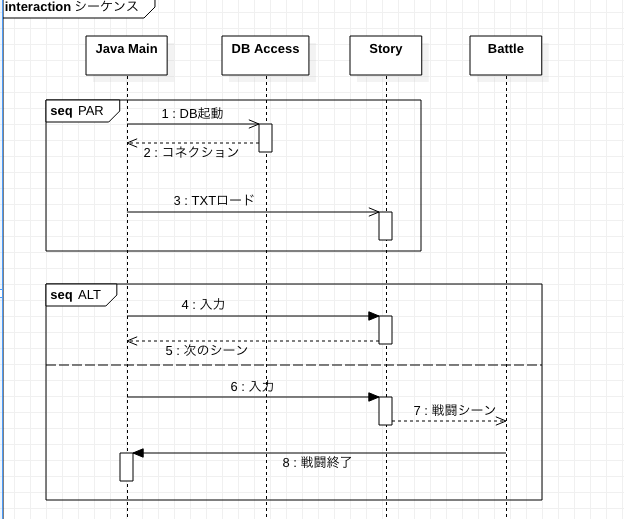 interaction シーケンス
Java Main
DB Access
Story
Battle
seq PAR
1 : DB起動
2 : コネクション
3 : TXTロード
seq ALT
4 : 入力
5 : 次のシーン
6 : 入力
7 : 戦闘シーン
8 : 戦闘終了